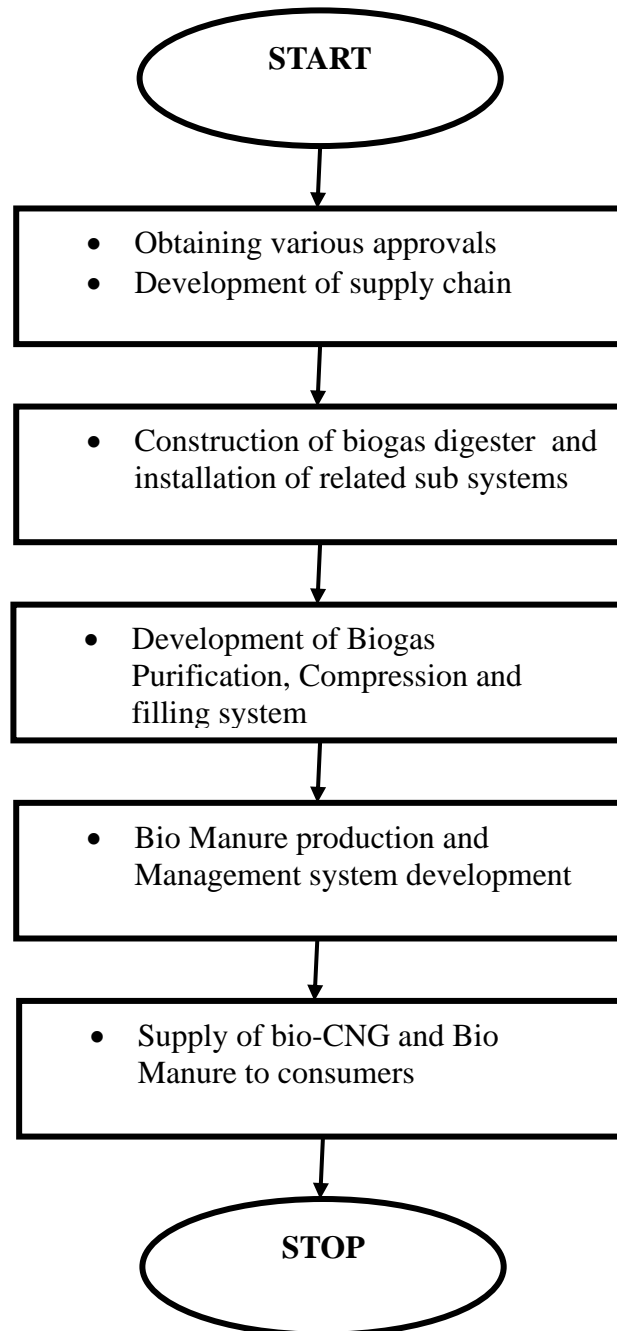 START
• Obtaining various approvals
• Development of supply chain
• Construction of biogas digester and
installation of related sub systems
• Development of Biogas
Purification, Compression and
filling system
• Bio Manure production and
Management system development
• Supply of bio-CNG and Bio
Manure to consumers
STOP